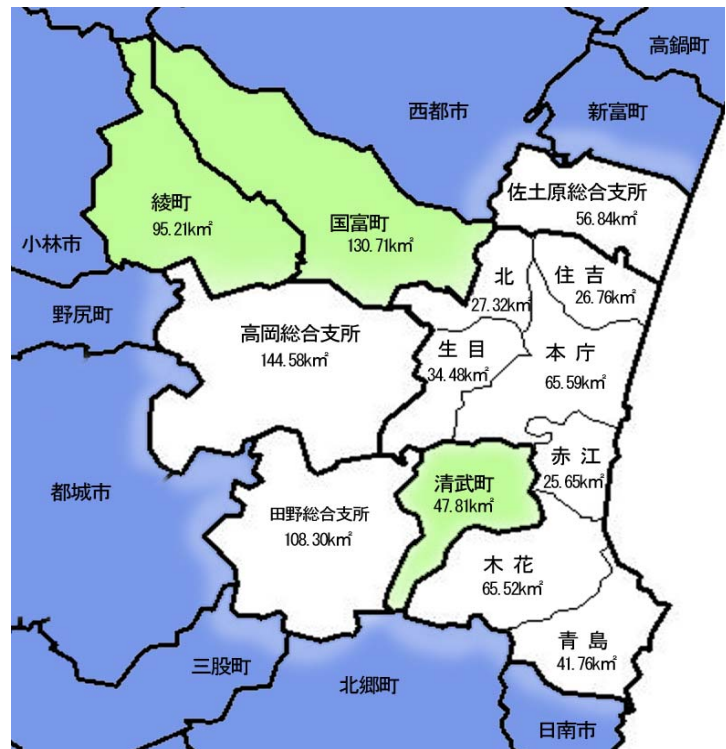 高鍋町
西都市
新富町
佐土原総合支所
56.84k㎡
綾町
95.21k㎡
国富町
130.71k㎡
小林市
北
27.32k㎡
住吉
26.76k㎡
野尻町
高岡総合支所
144.58k㎡
生目
34.48k㎡
本庁
65.59k㎡
赤江
25.65k㎡
都城市
清武町
47.81k㎡
田野総合支所
108.30k㎡
木花
65.52k㎡
青島
41.76k㎡
三股町
北郷町
日南市